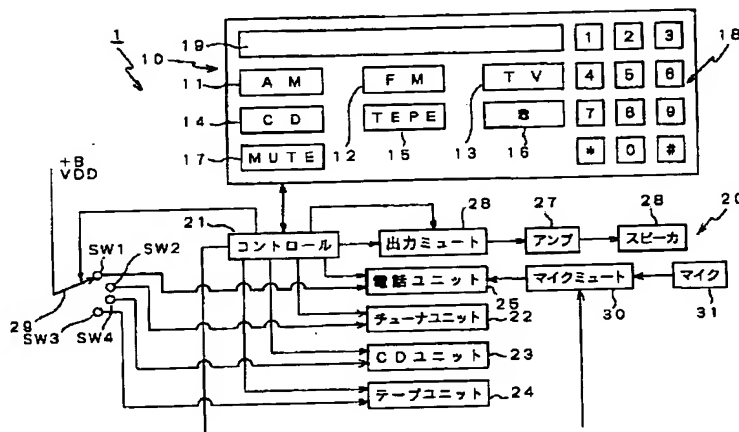 1
19
1 2 3
10
18
AM FM TV
4 5 6
11
CD TEPE
7 8 9
14 12 15 13 16
MUTE
* 0 #
17
+B
VDD
21 28 27 28 20
コントロール 出力ミュート アンプ スピーカ
SW1 SW2
電話ユニット マイクミュート マイク
25 30 31
29
チューナユニット 22
SW3 SW4
CDユニット 23
テープユニット 24